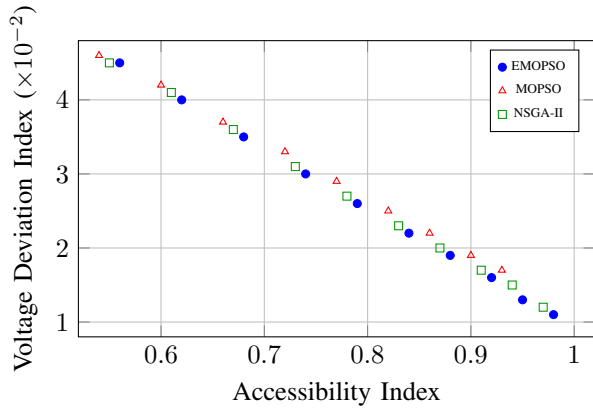 Voltage Deviation Index (×10⁻²)
4
3
2
1
EMOPSO
MOPSO
NSGA-II
0.6 0.7 0.8 0.9 1
Accessibility Index